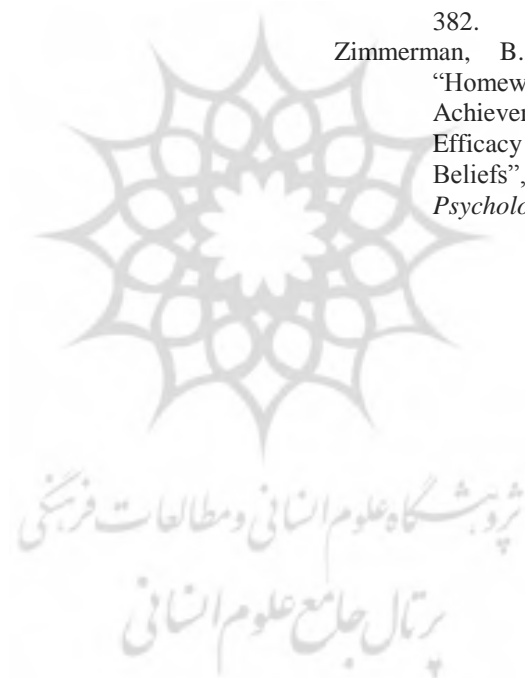 382.
Zimmerman, B.
“Homew
Achiever
Efficacy
Beliefs”,
Psycholo
پژوهشگاه علوم انسانی و مطالعات فرهنگی
پرتال جامع علوم انسانی